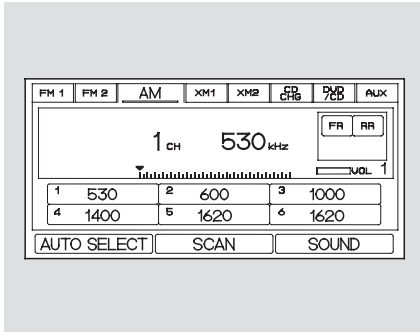 FM 1 FM 2 AM XM1 XM2 CD CHG DVD /CD AUX
FR RR
1 CH 530 kHz
VOL 1
1 530 2 600 3 1000
4 1400 5 1620 6 1620
AUTO SELECT SCAN SOUND